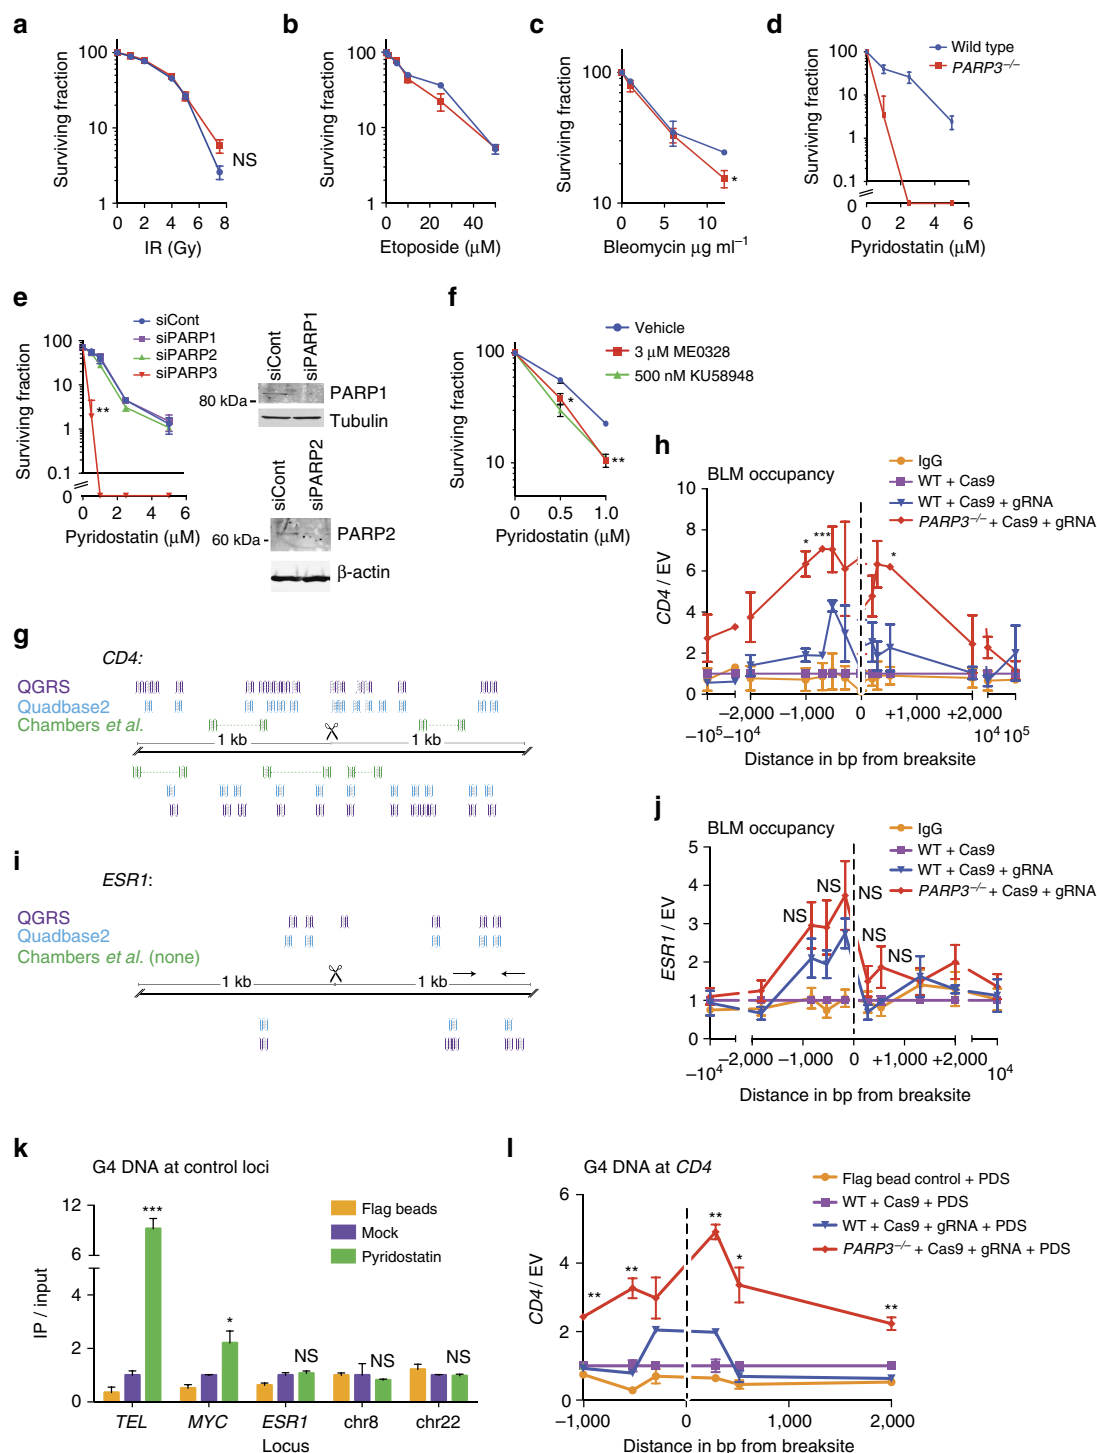 a
Surviving fraction
100
10
1
0 2 4 6 8
IR (Gy)
NS
b
Surviving fraction
100
10
1
0 20 40
Etoposide (μM)
c
Surviving fraction
100
10
0 5 10
Bleomycin μg ml⁻¹
*
d
Surviving fraction
100
10
1
0.1
0
0 2 4 6
Pyridostatin (μM)
Wild type
PARP3⁻/⁻
e
Surviving fraction
100
10
1
0.1
0
0 2 4 6
Pyridostatin (μM)
siCont
siPARP1
siPARP2
siPARP3
**
siCont
siPARP1
80 kDa
PARP1
Tubulin
siCont
siPARP2
60 kDa
PARP2
β-actin
f
Surviving fraction
100
10
0 0.5 1.0
Pyridostatin (μM)
Vehicle
3 μM ME0328
500 nM KU58948
*
**
g
CD4:
QGRS
Quadbase2
Chambers et al.
1 kb 1 kb
h
BLM occupancy
IgG
WT + Cas9
WT + Cas9 + gRNA
PARP3⁻/⁻ + Cas9 + gRNA
CD4 / EV
10
8
6
4
2
0
* *** *
−2,000 −1,000 0 +1,000 +2,000
−10⁵ −10⁴ 10⁴ 10⁵
Distance in bp from breaksite
i
ESR1:
QGRS
Quadbase2
Chambers et al. (none)
1 kb 1 kb
j
BLM occupancy
IgG
WT + Cas9
WT + Cas9 + gRNA
PARP3⁻/⁻ + Cas9 + gRNA
ESR1 / EV
5
4
3
2
1
0
NS NS NS NS NS
−2,000 −1,000 0 +1,000 +2,000
−10⁴ 10⁴
Distance in bp from breaksite
k
G4 DNA at control loci
Flag beads
Mock
Pyridostatin
IP / input
12
6
4
2
0
*** * NS NS NS
TEL MYC ESR1 chr8 chr22
Locus
l
G4 DNA at CD4
Flag bead control + PDS
WT + Cas9 + PDS
WT + Cas9 + gRNA + PDS
PARP3⁻/⁻ + Cas9 + gRNA + PDS
CD4 / EV
6
4
2
0
** ** ** * **
−1,000 0 1,000 2,000
Distance in bp from breaksite